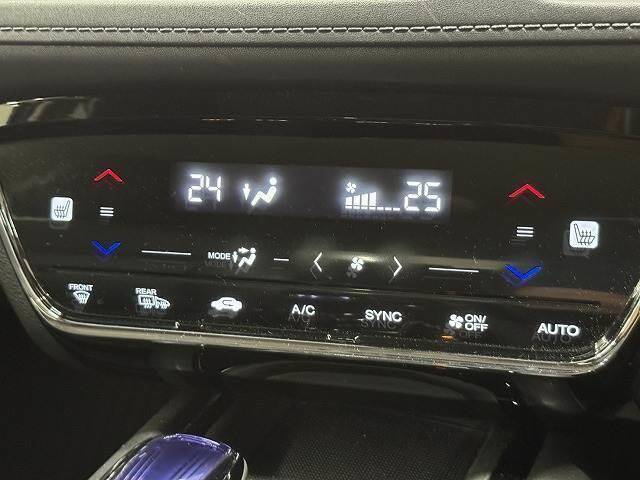 24 25
MODE
FRONT REAR A/C SYNC ON/OFF AUTO